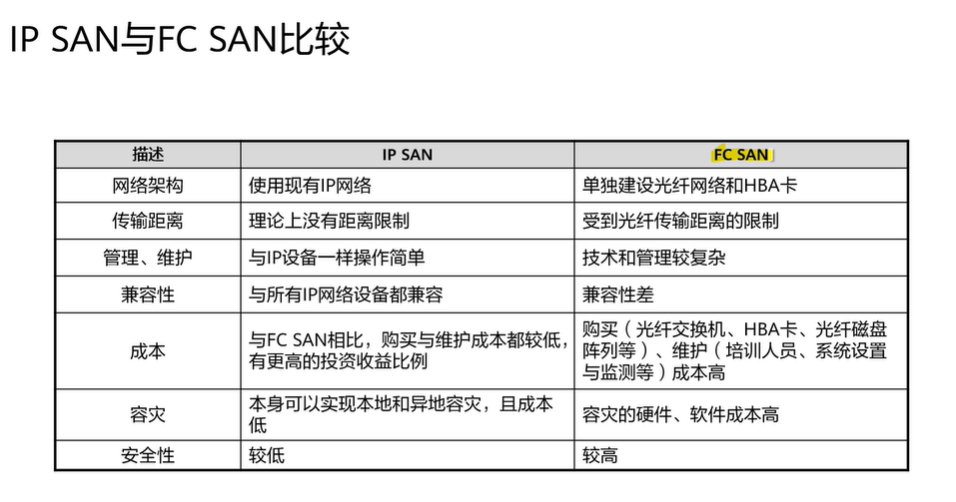 IP SAN与FC SAN比较
描述 IP SAN FC SAN
网络架构 使用现有IP网络 单独建设光纤网络和HBA卡
传输距离 理论上没有距离限制 受到光纤传输距离的限制
管理、维护 与IP设备一样操作简单 技术和管理较复杂
兼容性 与所有IP网络设备都兼容 兼容性差
成本
与FC SAN相比，购买与维护成本都较低，
有更高的投资收益比例
购买（光纤交换机、HBA卡、光纤磁盘
阵列等）、维护（培训人员、系统设置
与监测等）成本高
容灾
本身可以实现本地和异地容灾，且成本
低
容灾的硬件、软件成本高
安全性 较低 较高